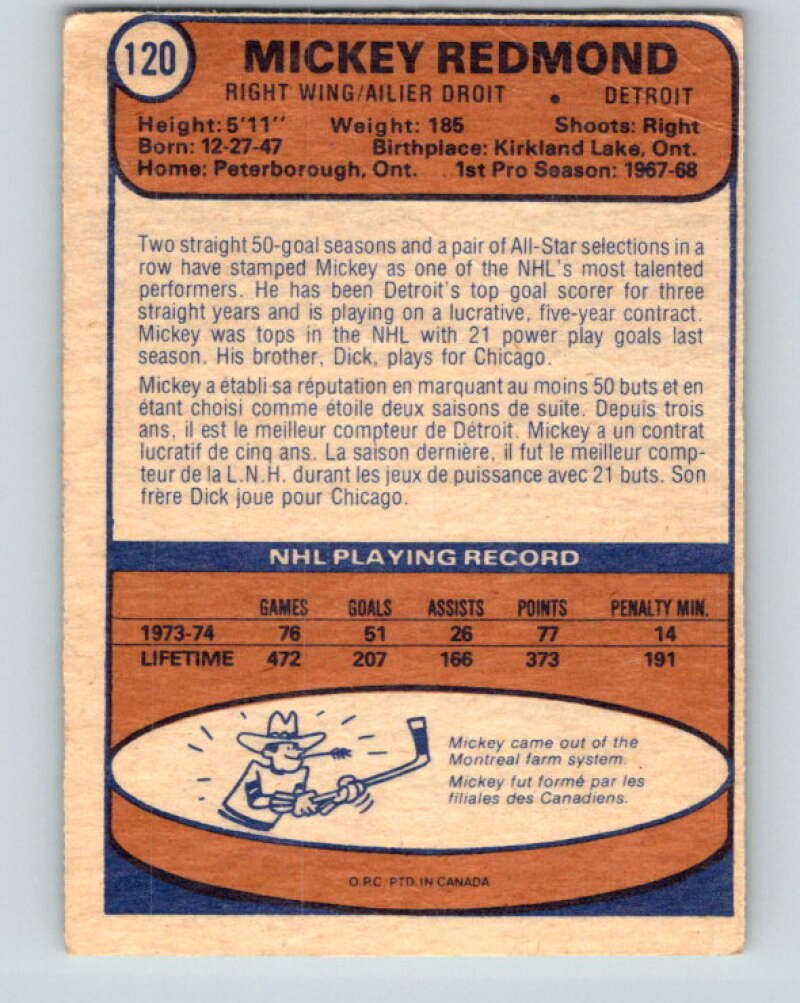 120
MICKEY REDMOND
RIGHT WING/AILIER DROIT • DETROIT
Height: 5'11" Weight: 185 Shoots: Right
Born: 12-27-47 Birthplace: Kirkland Lake, Ont.
Home: Peterborough, Ont. 1st Pro Season: 1967-68
Two straight 50-goal seasons and a pair of All-Star selections in a
row have stamped Mickey as one of the NHL's most talented
performers. He has been Detroit's top goal scorer for three
straight years and is playing on a lucrative, five-year contract.
Mickey was tops in the NHL with 21 power play goals last
season. His brother, Dick, plays for Chicago.
Mickey a établi sa réputation en marquant au moins 50 buts et en
étant choisi comme étoile deux saisons de suite. Depuis trois
ans, il est le meilleur compteur de Détroit. Mickey a un contrat
lucratif de cinq ans. La saison dernière, il fut le meilleur comp-
teur de la L.N.H. durant les jeux de puissance avec 21 buts. Son
frère Dick joue pour Chicago.
NHL PLAYING RECORD
GAMES GOALS ASSISTS POINTS PENALTY MIN.
1973-74 76 51 26 77 14
LIFETIME 472 207 166 373 191
Mickey came out of the
Montreal farm system.
Mickey fut formé par les
filiales des Canadiens.
O.P.C. PTD. IN CANADA